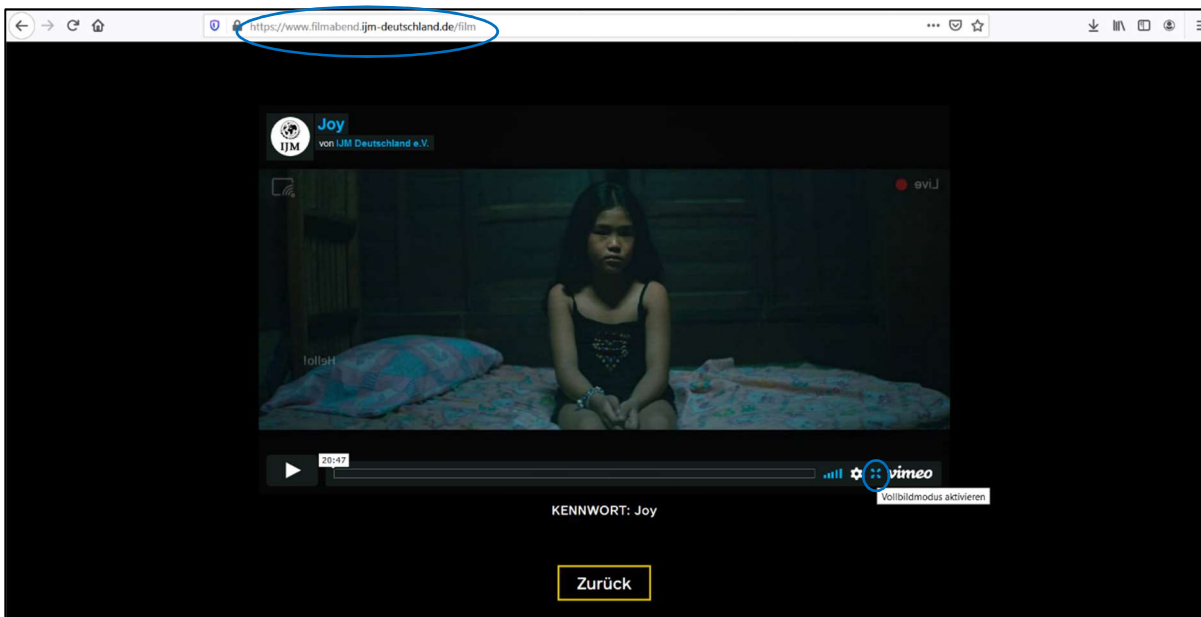 https://www.filmabend.ijm-deutschland.de/film
Joy
IJM
von IJM Deutschland e.V.
Live
Hello!
20:47
vimeo
Vollbildmodus aktivieren
KENNWORT: Joy
Zurück